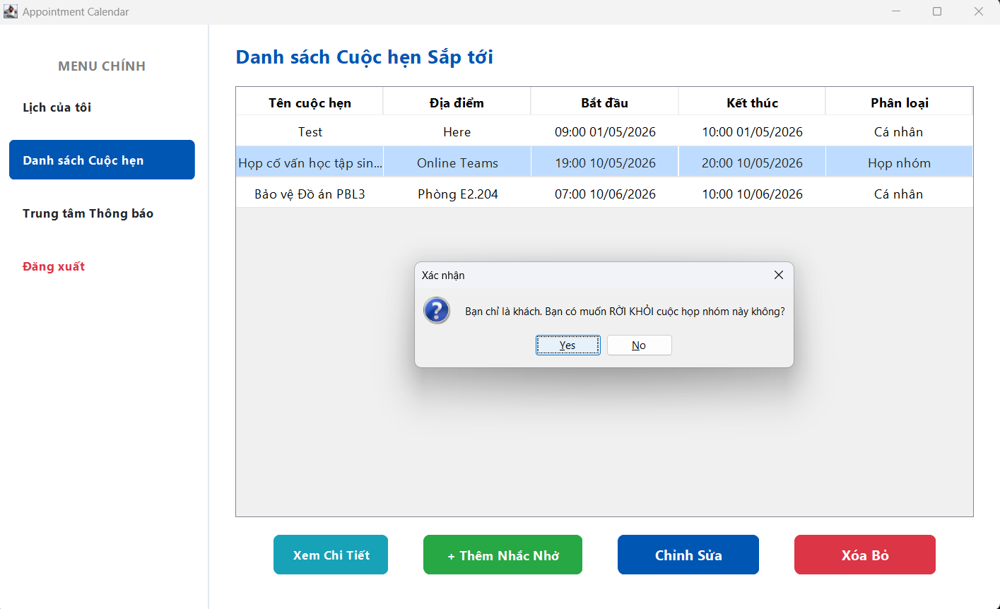 Appointment Calendar
MENU CHÍNH
Lịch của tôi
Danh sách Cuộc hẹn
Trung tâm Thông báo
Đăng xuất
Danh sách Cuộc hẹn Sắp tới
Tên cuộc hẹn Địa điểm Bắt đầu Kết thúc Phân loại
Test Here 09:00 01/05/2026 10:00 01/05/2026 Cá nhân
Họp cố vấn học tập sin... Online Teams 19:00 10/05/2026 20:00 10/05/2026 Họp nhóm
Bảo vệ Đồ án PBL3 Phòng E2.204 07:00 10/06/2026 10:00 10/06/2026 Cá nhân
Xác nhận
Bạn chỉ là khách. Bạn có muốn RỜI KHỎI cuộc họp nhóm này không?
Yes No
Xem Chi Tiết + Thêm Nhắc Nhở Chỉnh Sửa Xóa Bỏ